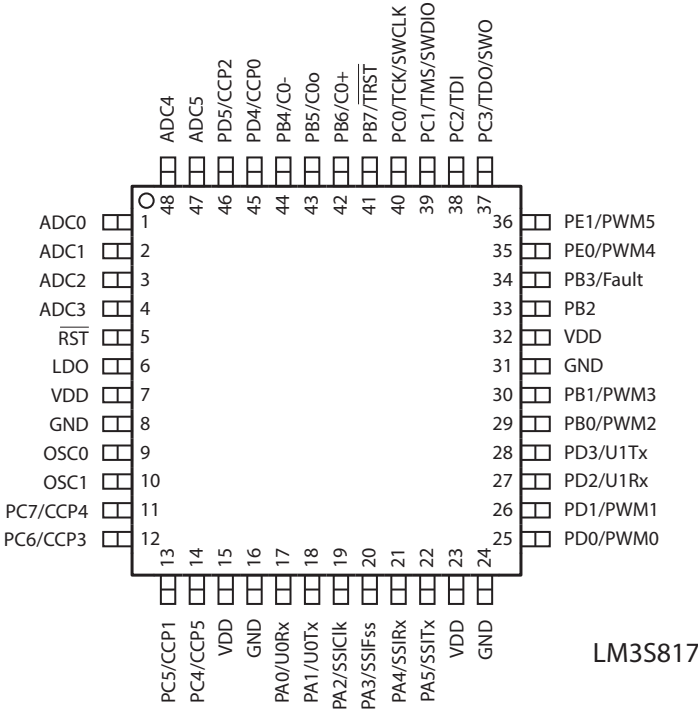 ADC4
ADC5
PD5/CCP2
PD4/CCP0
PB4/C0-
PB5/C0o
PB6/C0+
PB7/TRST
PC0/TCK/SWCLK
PC1/TMS/SWDIO
PC2/TDI
PC3/TDO/SWO
48
47
46
45
44
43
42
41
40
39
38
37
ADC0 1
ADC1 2
ADC2 3
ADC3 4
RST 5
LDO 6
VDD 7
GND 8
OSC0 9
OSC1 10
PC7/CCP4 11
PC6/CCP3 12
36 PE1/PWM5
35 PE0/PWM4
34 PB3/Fault
33 PB2
32 VDD
31 GND
30 PB1/PWM3
29 PB0/PWM2
28 PD3/U1Tx
27 PD2/U1Rx
26 PD1/PWM1
25 PD0/PWM0
13
14
15
16
17
18
19
20
21
22
23
24
PC5/CCP1
PC4/CCP5
VDD
GND
PA0/U0Rx
PA1/U0Tx
PA2/SSIClk
PA3/SSIFss
PA4/SSIRx
PA5/SSITx
VDD
GND
LM3S817